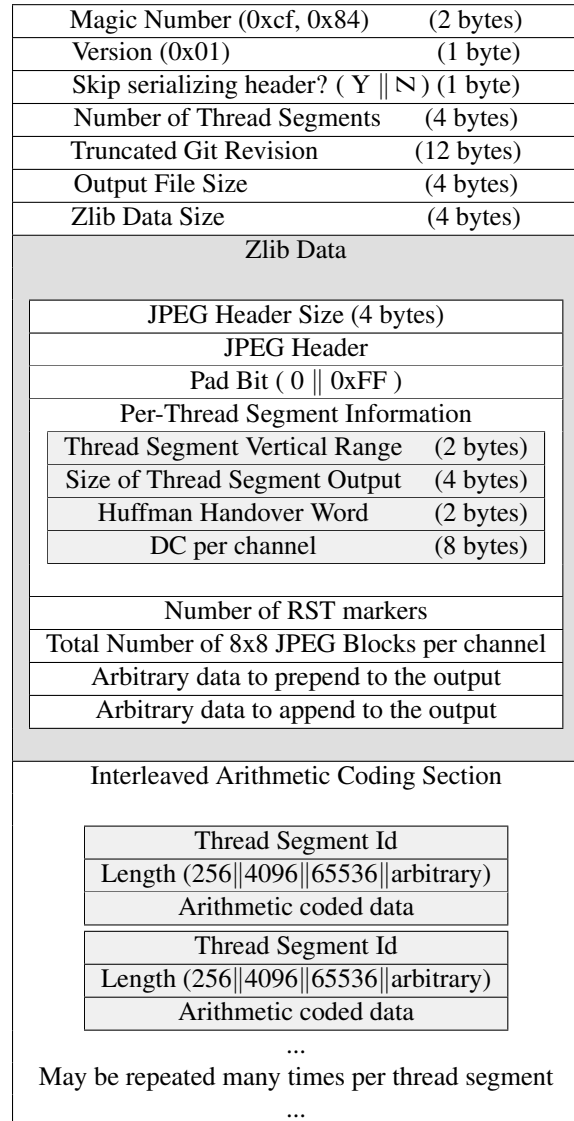 Magic Number (0xcf, 0x84) (2 bytes)
Version (0x01) (1 byte)
Skip serializing header? ( Y || N ) (1 byte)
Number of Thread Segments (4 bytes)
Truncated Git Revision (12 bytes)
Output File Size (4 bytes)
Zlib Data Size (4 bytes)
Zlib Data
JPEG Header Size (4 bytes)
JPEG Header
Pad Bit ( 0 || 0xFF )
Per-Thread Segment Information
Thread Segment Vertical Range (2 bytes)
Size of Thread Segment Output (4 bytes)
Huffman Handover Word (2 bytes)
DC per channel (8 bytes)
Number of RST markers
Total Number of 8x8 JPEG Blocks per channel
Arbitrary data to prepend to the output
Arbitrary data to append to the output
Interleaved Arithmetic Coding Section
Thread Segment Id
Length (256||4096||65536||arbitrary)
Arithmetic coded data
Thread Segment Id
Length (256||4096||65536||arbitrary)
Arithmetic coded data
...
May be repeated many times per thread segment
...